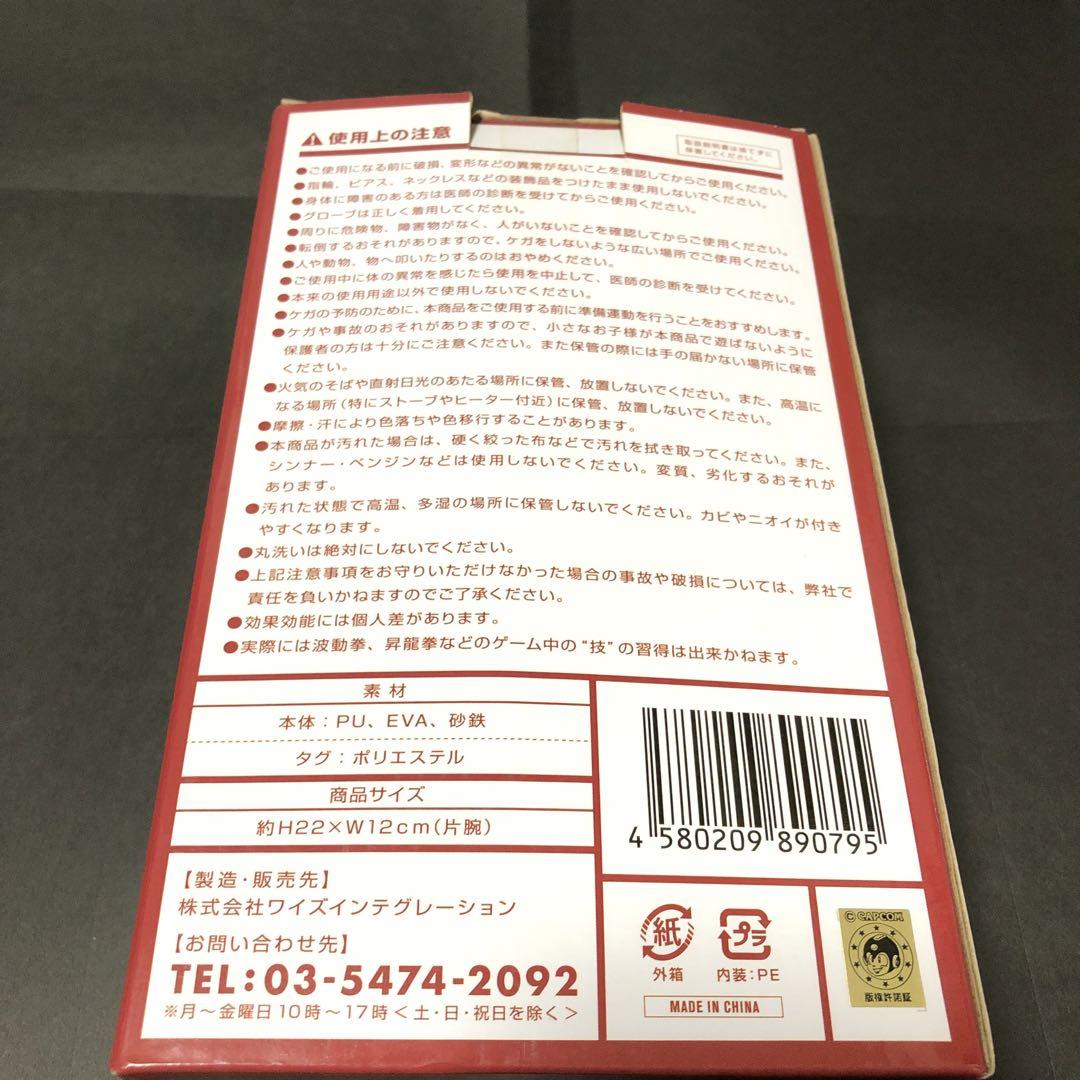 使用上の注意
取扱説明書は捨てずに
保管してください。
●ご使用になる前に破損、変形などの異常がないことを確認してからご使用ください。
●指輪、ピアス、ネックレスなどの装飾品をつけたまま使用しないでください。
●身体に障害のある方は医師の診断を受けてからご使用ください。
●グローブは正しく着用してください。
●周りに危険物、障害物がなく、人がいないことを確認してからご使用ください。
●転倒するおそれがありますので、ケガをしないような広い場所でご使用ください。
●人や動物、物へ叩いたりするのはおやめください。
●ご使用中に体の異常を感じたら使用を中止して、医師の診断を受けてください。
●本来の使用用途以外で使用しないでください。
●ケガの予防のために、本商品をご使用する前に準備運動を行うことをおすすめします。
●ケガや事故のおそれがありますので、小さなお子様が本商品で遊ばないように
保護者の方は十分にご注意ください。また保管の際には手の届かない場所に保管
ください。
●火気のそばや直射日光のあたる場所に保管、放置しないでください。また、高温に
なる場所(特にストーブやヒーター付近)に保管、放置しないでください。
●摩擦・汗により色落ちや色移行することがあります。
●本商品が汚れた場合は、硬く絞った布などで汚れを拭き取ってください。また、
シンナー・ベンジンなどは使用しないでください。変質、劣化するおそれが
あります。
●汚れた状態で高温、多湿の場所に保管しないでください。カビやニオイが付き
やすくなります。
●丸洗いは絶対にしないでください。
●上記注意事項をお守りいただけなかった場合の事故や破損については、弊社で
責任を負いかねますのでご了承ください。
●効果効能には個人差があります。
●実際には波動拳、昇龍拳などのゲーム中の"技"の習得は出来かねます。
素材
本体：PU、EVA、砂鉄
タグ：ポリエステル
商品サイズ
約H22×W12cm(片腕)
【製造・販売先】
株式会社ワイズインテグレーション
【お問い合わせ先】
TEL:03-5474-2092
※月～金曜日10時～17時＜土・日・祝日を除く＞
4 580209 890795
紙
外箱
プラ
内装：PE
MADE IN CHINA
©CAPCOM
版権許諾証